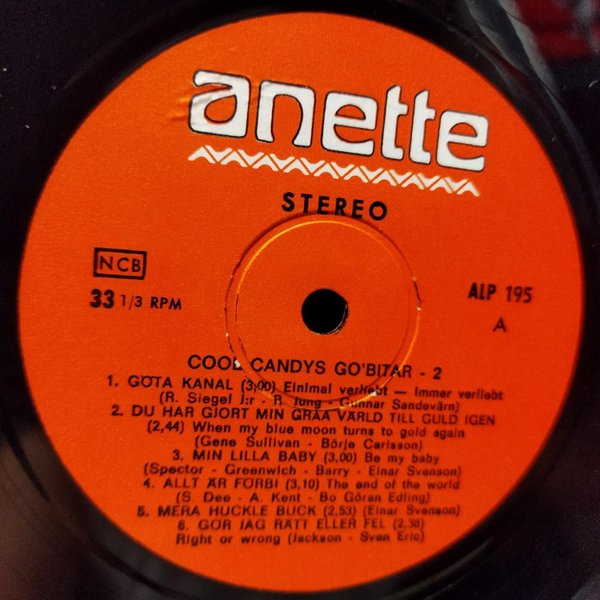 anette
STEREO
NCB
33 1/3 RPM
ALP 195
A
COOL CANDYS GO'BITAR - 2
1. GÖTA KANAL (3,00) Einimal verliebt — Immer verliebt
(R. Siegel J:r - R. Jung - Gunnar Sandevärn)
2. DU HAR GJORT MIN GRÅA VÄRLD TILL GULD IGEN
(2,44) When my blue moon turns to gold again
(Gene Sullivan - Börje Carlsson)
3. MIN LILLA BABY (3,00) Be my baby
(Spector - Greenwich - Barry - Einar Svenson)
4. ALLT ÄR FÖRBI (3,10) The end of the world
(S. Dee - A. Kent - Bo Göran Edling)
5. MERA HUCKLE BUCK (2,53) (Einar Svenson)
6. GÖR JAG RÄTT ELLER FEL (2,38)
Right or wrong (Jackson - Sven Eric)